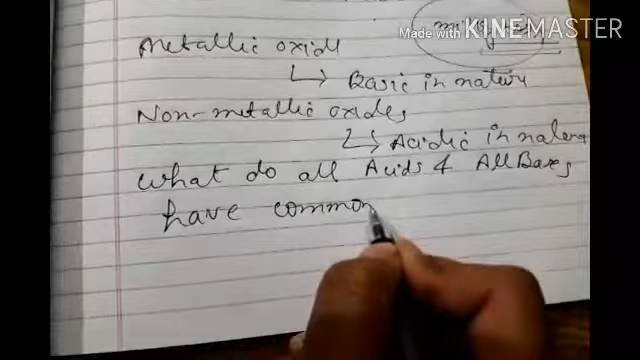 Made with KINEMASTER
Metallic oxide
↳ Basic in nature
Non-metallic oxides
↳ Acidic in nature
What do all Acids & All Bases
have common